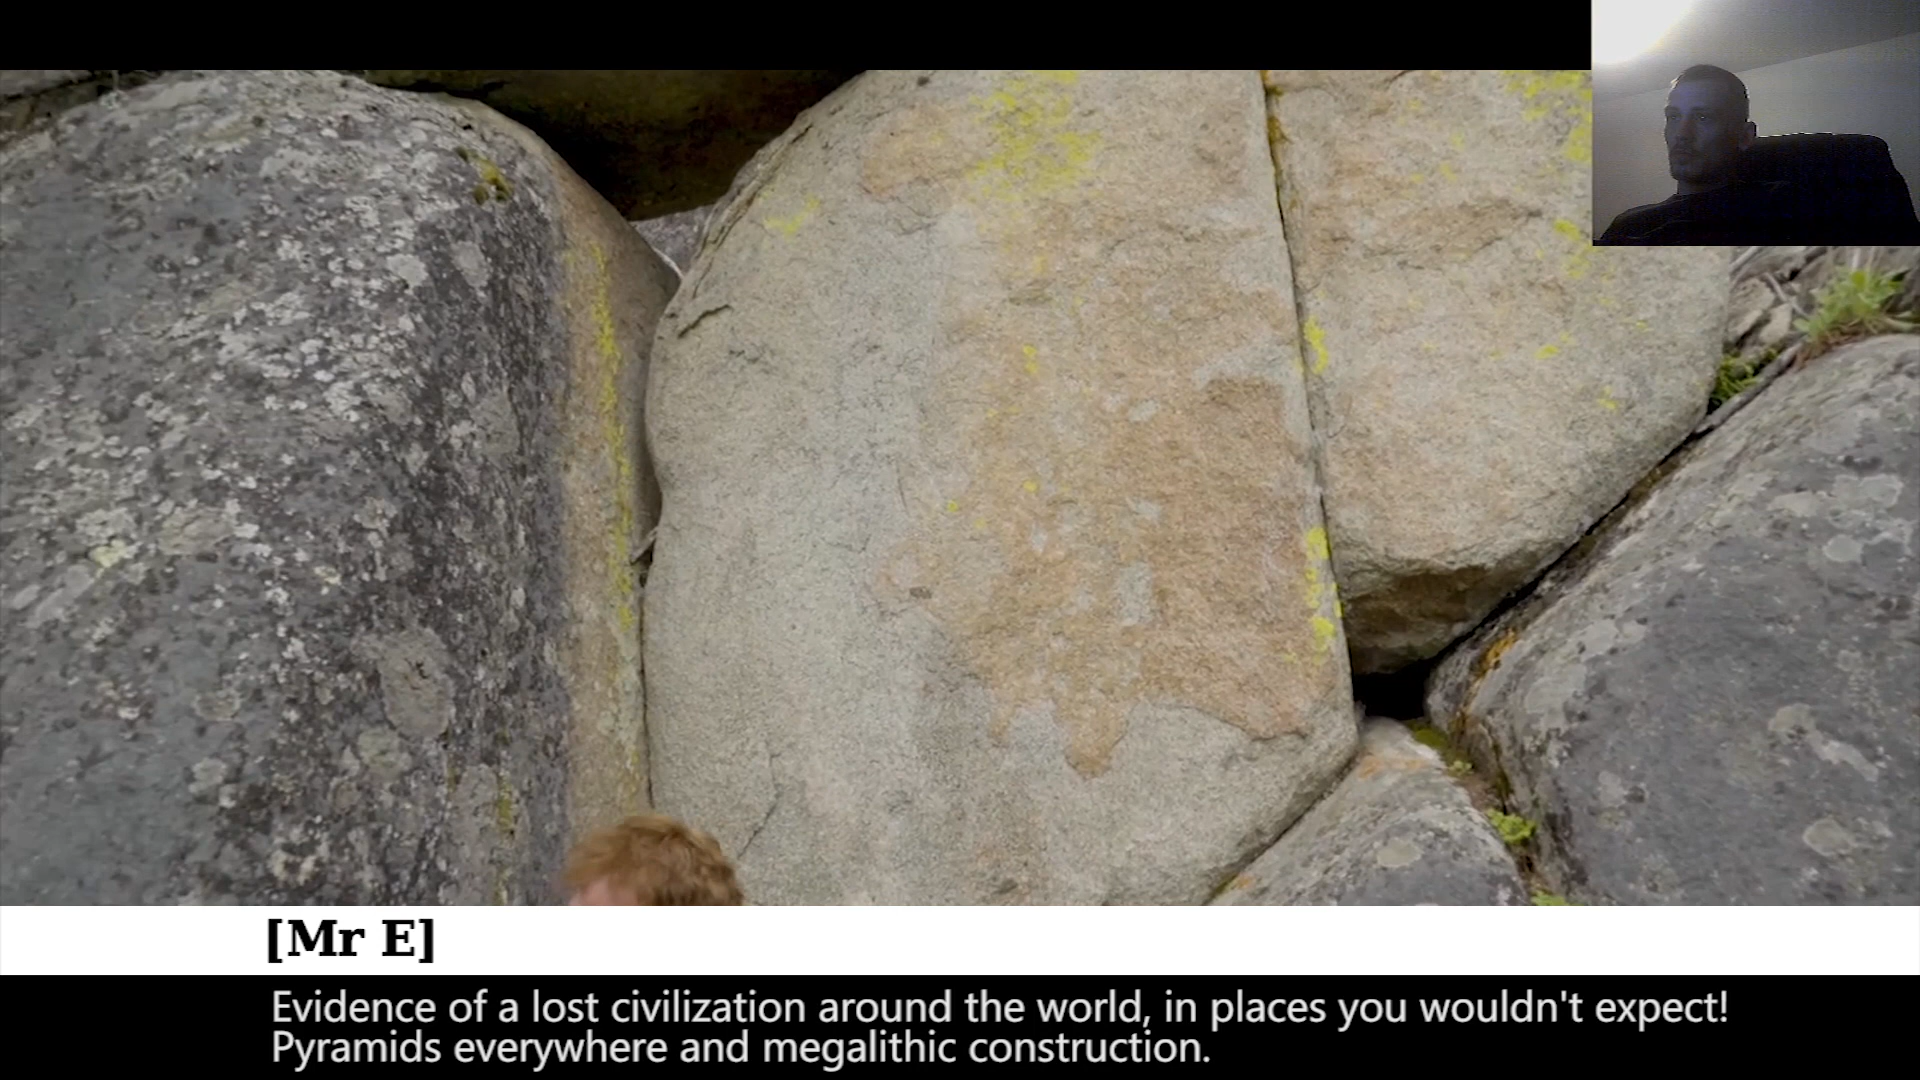 [Mr E]
Evidence of a lost civilization around the world, in places you wouldn't expect!
Pyramids everywhere and megalithic construction.